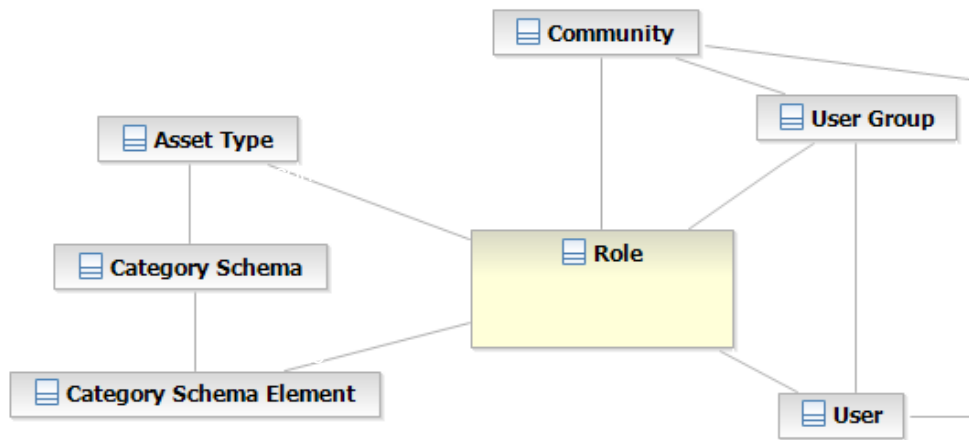 Community
User Group
Asset Type
Role
Category Schema
Category Schema Element
User